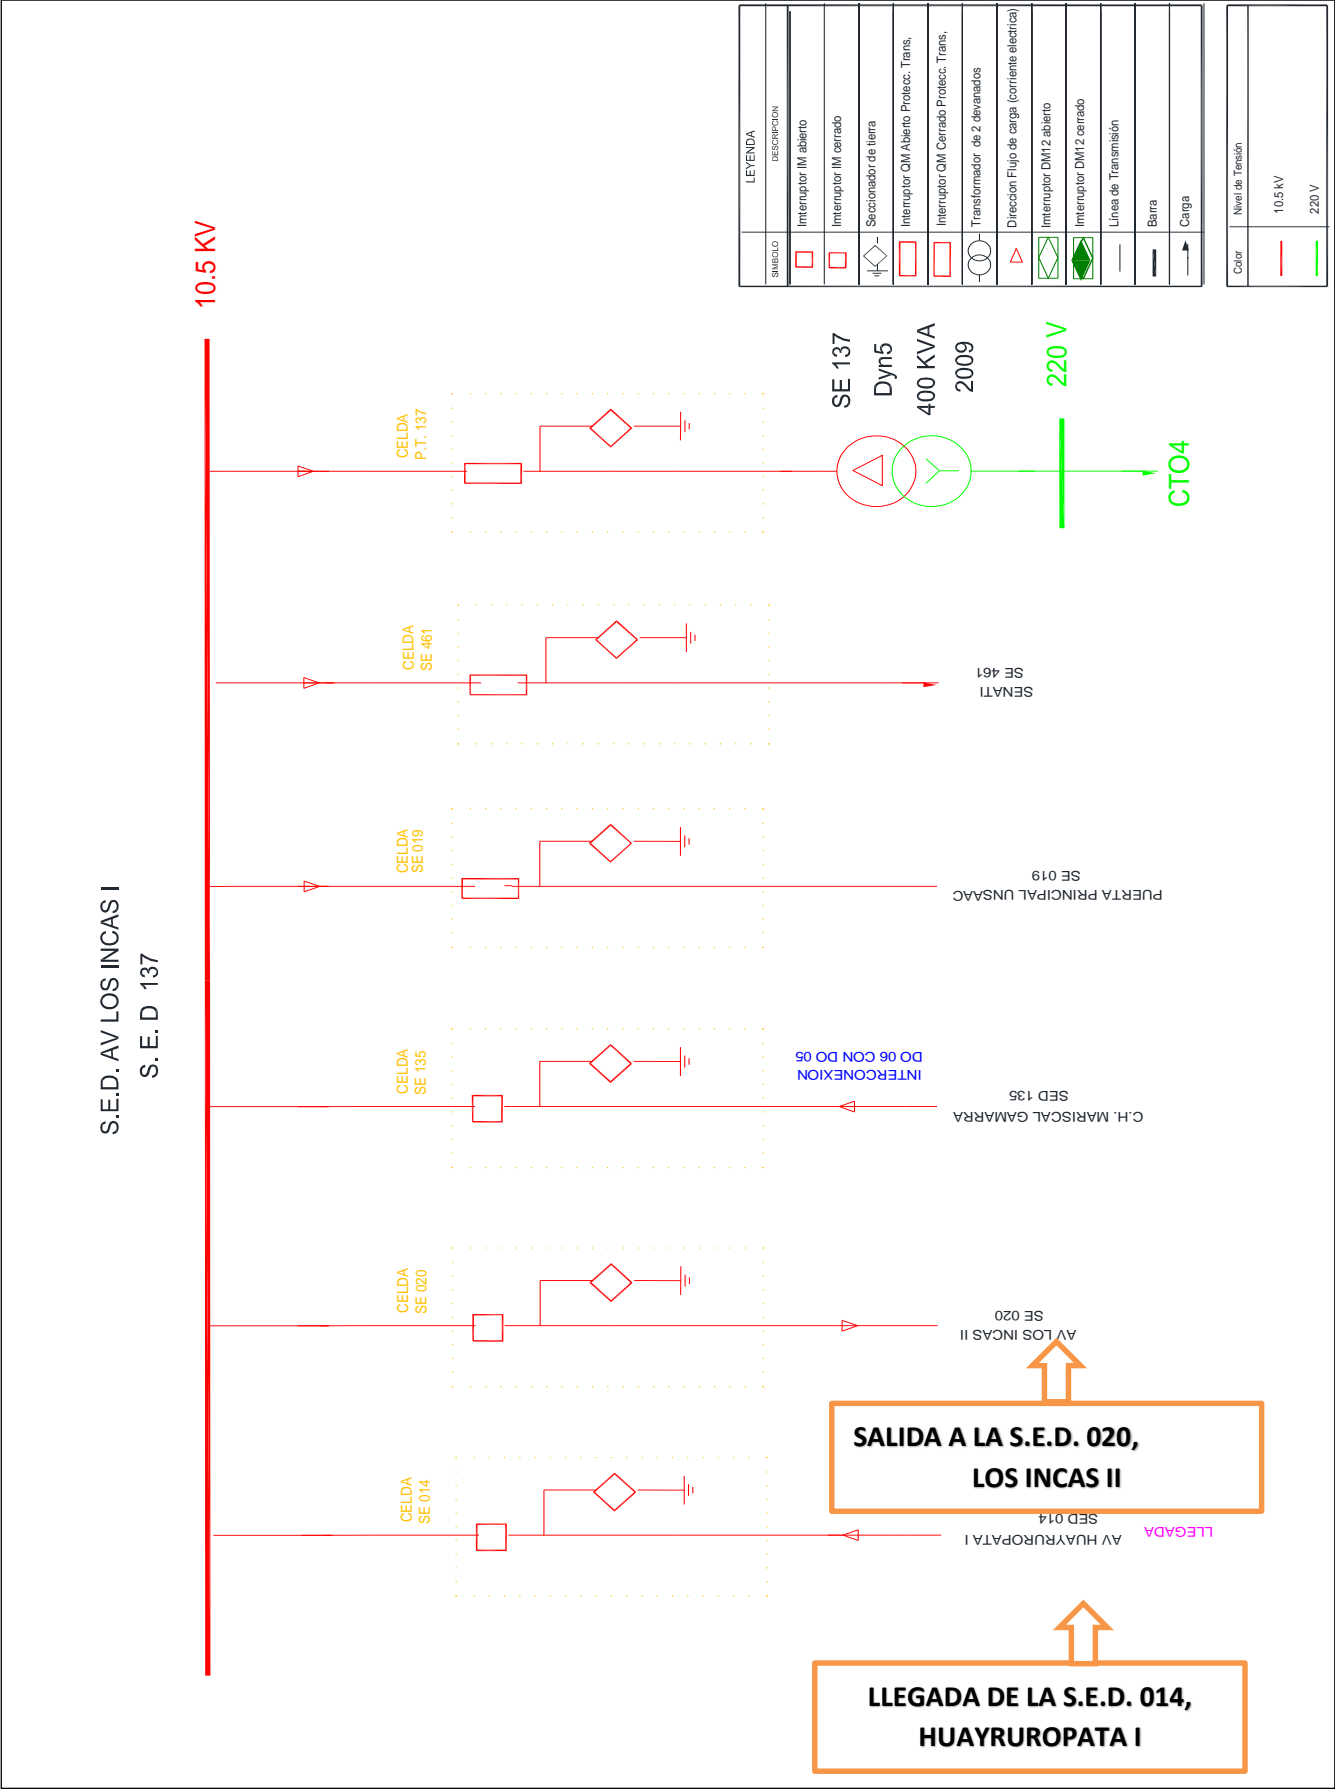 S.E.D. AV LOS INCAS I
S. E. D 137
10.5 KV
CELDA
SE 014
CELDA
SE 020
CELDA
SE 135
CELDA
SE 019
CELDA
SE 461
CELDA
P.T. 137
LLEGADA
AV HUAYRUROPATA I
SED 014
AV LOS INCAS II
SE 020
C.H. MARISCAL GAMARRA
SED 135
INTERCONEXION
DO 06 CON DO 05
PUERTA PRINCIPAL UNSAAC
SE 019
SENATI
SE 461
SE 137
Dyn5
400 KVA
2009
220 V
CTO4
SALIDA A LA S.E.D. 020,
LOS INCAS II
LLEGADA DE LA S.E.D. 014,
HUAYRUROPATA I
LEYENDA
SIMBOLO DESCRIPCION
Imterruptor IM abierto
Imterruptor IM cerrado
Seccionador de tierra
Interruptor QM Abierto Protecc. Trans,
Interruptor QM Cerrado Protecc. Trans,
Transformador de 2 devanados
Direccion Flujo de carga (corriente electrica)
Imterruptor DM12 abierto
Imterruptor DM12 cerrado
Línea de Transmisión
Barra
Carga
Color Nivel de Tensión
10.5 kV
220 V